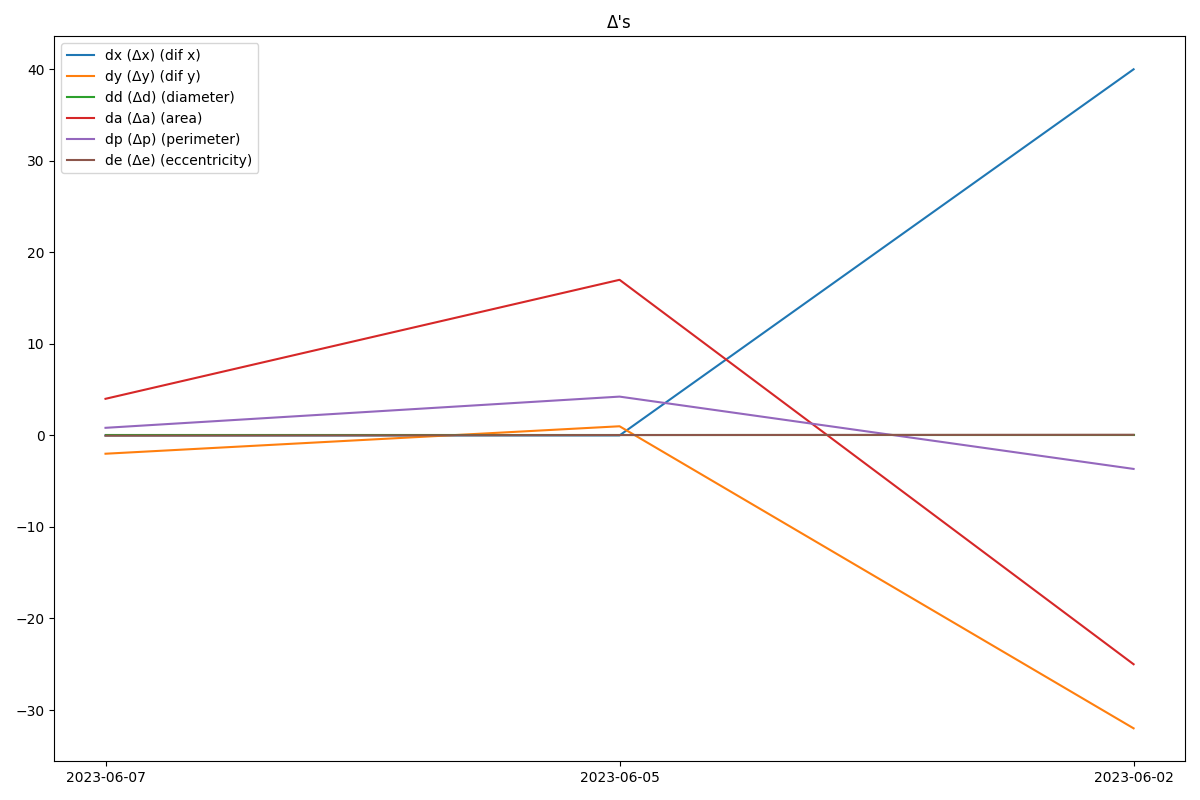 Δ's
dx (Δx) (dif x)
dy (Δy) (dif y)
dd (Δd) (diameter)
da (Δa) (area)
dp (Δp) (perimeter)
de (Δe) (eccentricity)
40
30
20
10
0
−10
−20
−30
2023-06-07 2023-06-05 2023-06-02